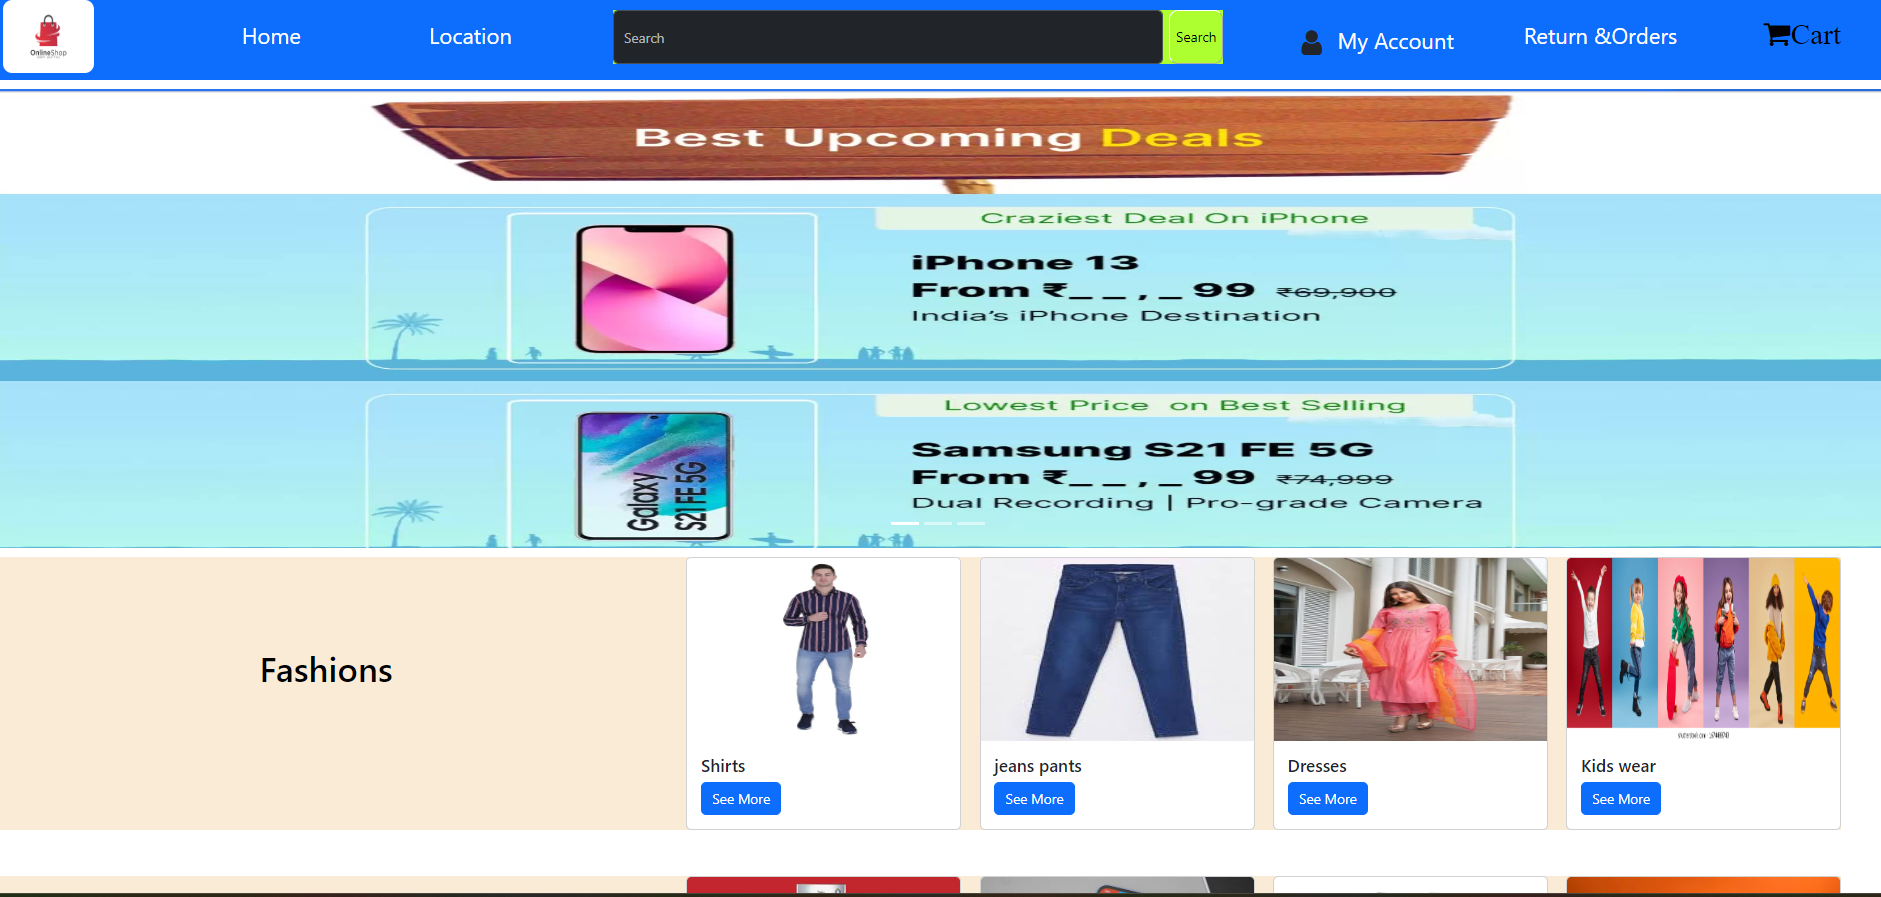 OnlineShop
Home
Location
Search
Search
My Account
Return &Orders
Cart
Best Upcoming Deals
Craziest Deal On iPhone
iPhone 13
From ₹_ _ , _ 99 ₹69,900
India's iPhone Destination
Lowest Price on Best Selling
Galaxy
S21 FE 5G
Samsung S21 FE 5G
From ₹_ _ , _ 99 ₹74,999
Dual Recording | Pro-grade Camera
Fashions
Shirts
See More
jeans pants
See More
Dresses
See More
Kids wear
See More